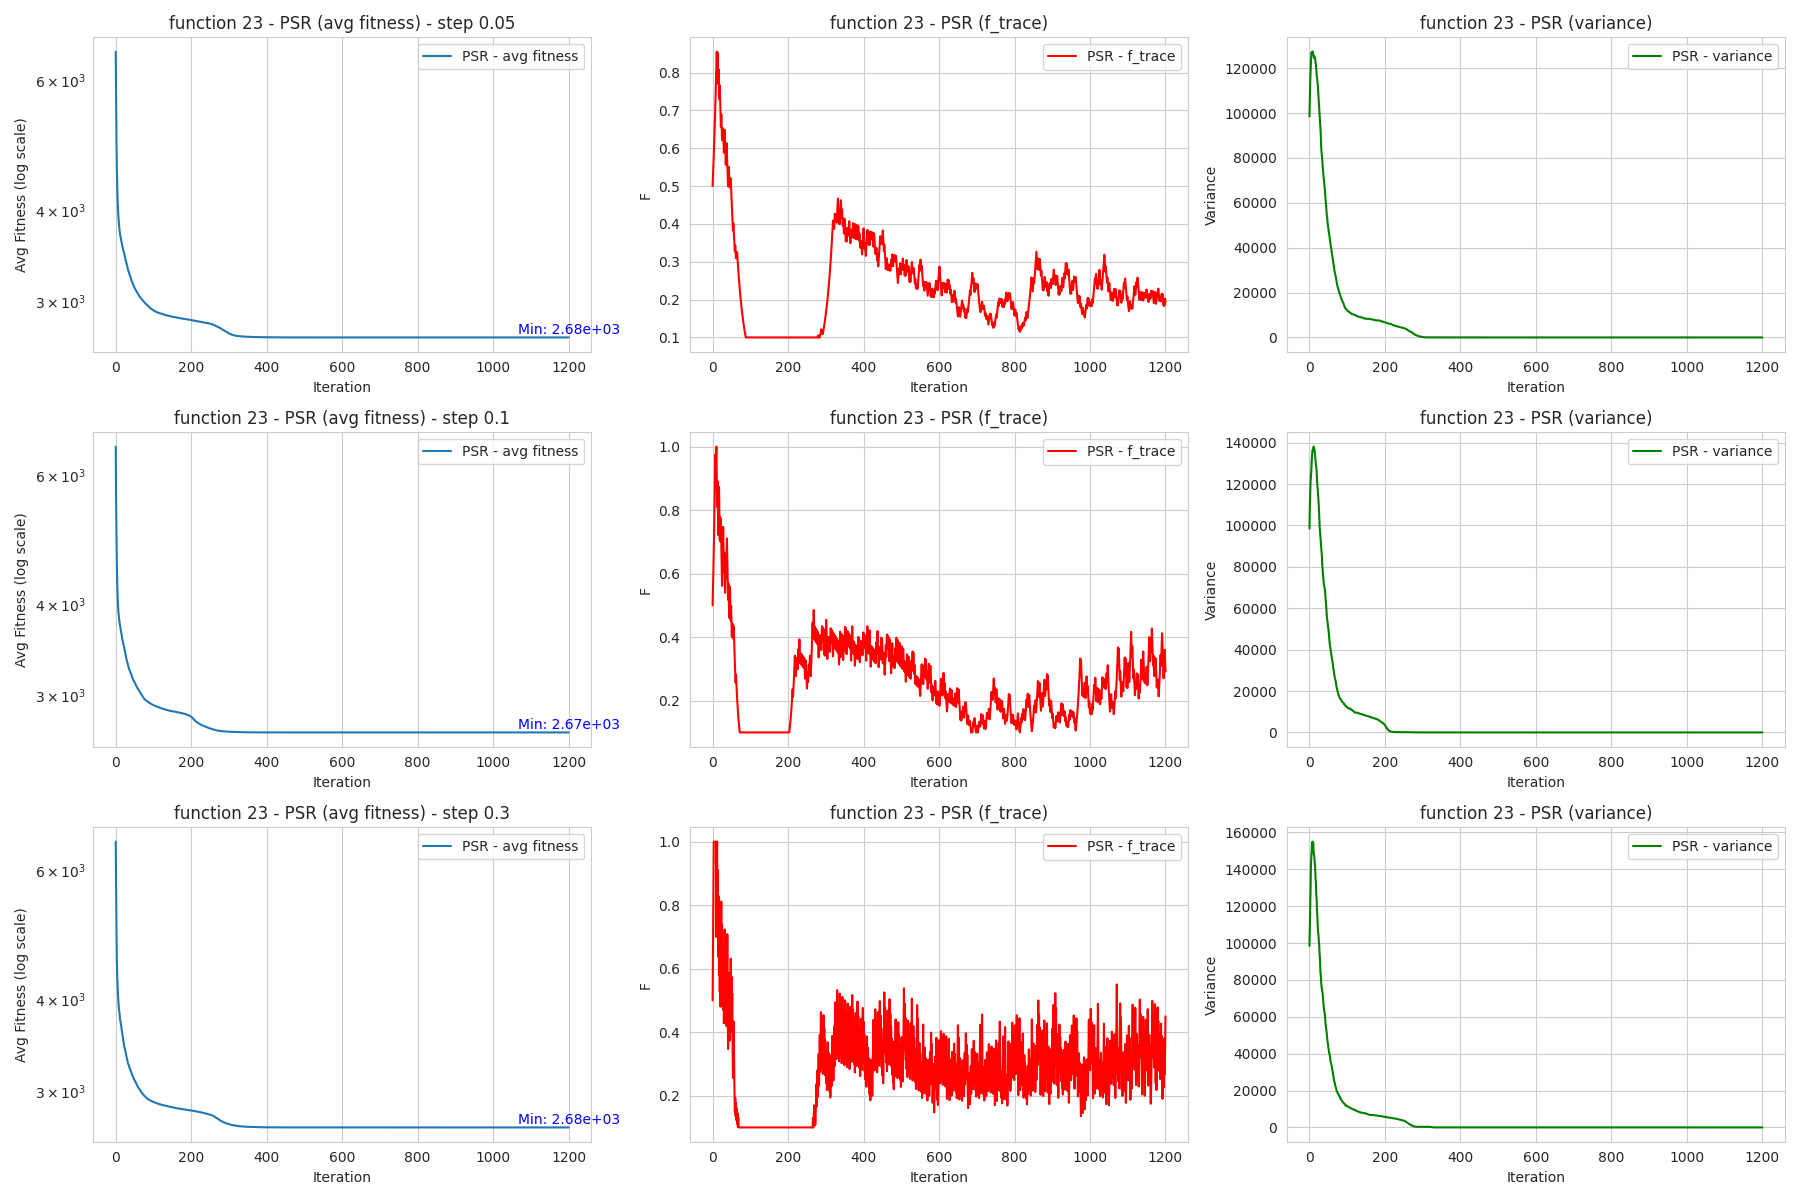 function 23 - PSR (avg fitness) - step 0.05
PSR - avg fitness
Avg Fitness (log scale)
6 × 10³
4 × 10³
3 × 10³
Min: 2.68e+03
0 200 400 600 800 1000 1200
Iteration
function 23 - PSR (f_trace)
PSR - f_trace
F
0.8
0.7
0.6
0.5
0.4
0.3
0.2
0.1
0 200 400 600 800 1000 1200
Iteration
function 23 - PSR (variance)
PSR - variance
Variance
120000
100000
80000
60000
40000
20000
0
0 200 400 600 800 1000 1200
Iteration
function 23 - PSR (avg fitness) - step 0.1
PSR - avg fitness
Avg Fitness (log scale)
6 × 10³
4 × 10³
3 × 10³
Min: 2.67e+03
0 200 400 600 800 1000 1200
Iteration
function 23 - PSR (f_trace)
PSR - f_trace
F
1.0
0.8
0.6
0.4
0.2
0 200 400 600 800 1000 1200
Iteration
function 23 - PSR (variance)
PSR - variance
Variance
140000
120000
100000
80000
60000
40000
20000
0
0 200 400 600 800 1000 1200
Iteration
function 23 - PSR (avg fitness) - step 0.3
PSR - avg fitness
Avg Fitness (log scale)
6 × 10³
4 × 10³
3 × 10³
Min: 2.68e+03
0 200 400 600 800 1000 1200
Iteration
function 23 - PSR (f_trace)
PSR - f_trace
F
1.0
0.8
0.6
0.4
0.2
0 200 400 600 800 1000 1200
Iteration
function 23 - PSR (variance)
PSR - variance
Variance
160000
140000
120000
100000
80000
60000
40000
20000
0
0 200 400 600 800 1000 1200
Iteration